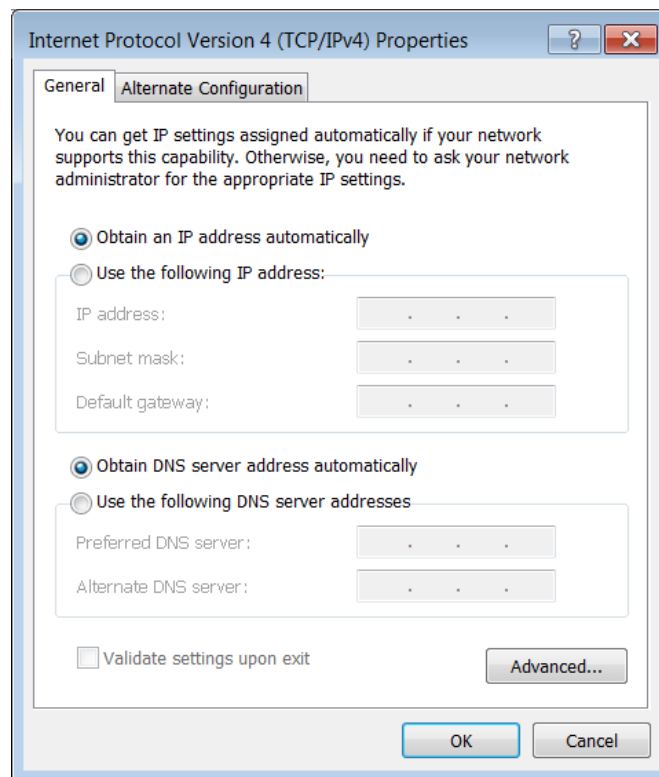 Internet Protocol Version 4 (TCP/IPv4) Properties
?
General
Alternate Configuration
You can get IP settings assigned automatically if your network
supports this capability. Otherwise, you need to ask your network
administrator for the appropriate IP settings.
Obtain an IP address automatically
Use the following IP address:
IP address:
Subnet mask:
Default gateway:
Obtain DNS server address automatically
Use the following DNS server addresses
Preferred DNS server:
Alternate DNS server:
Validate settings upon exit
Advanced...
OK
Cancel